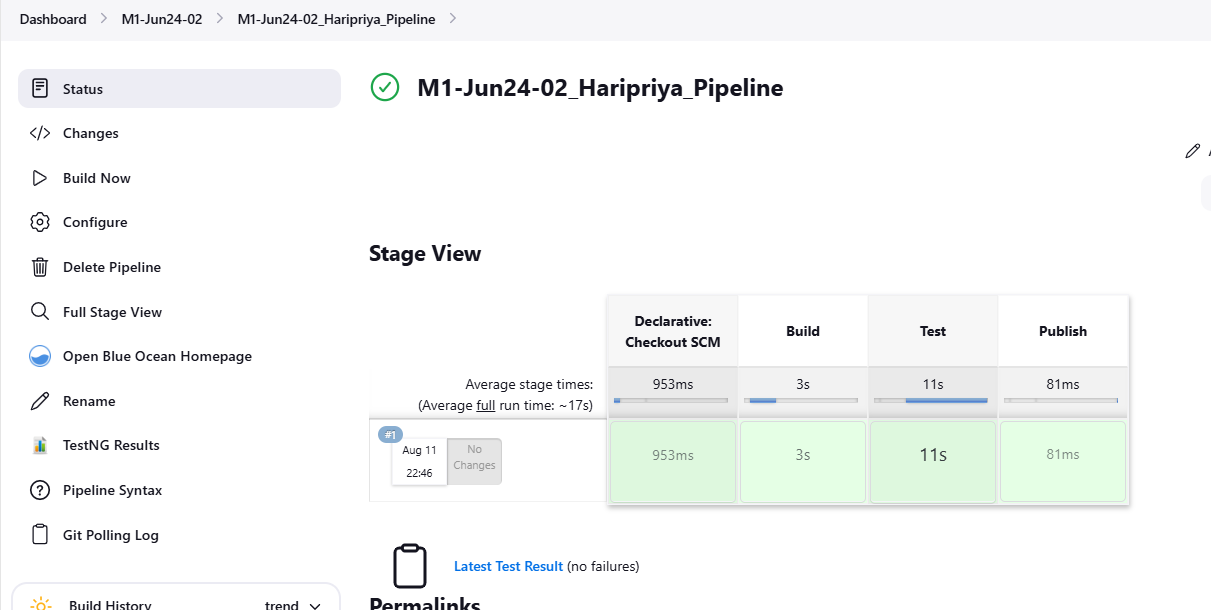 Dashboard > M1-Jun24-02 > M1-Jun24-02_Haripriya_Pipeline >
Status
Changes
Build Now
Configure
Delete Pipeline
Full Stage View
Open Blue Ocean Homepage
Rename
TestNG Results
Pipeline Syntax
Git Polling Log
Build History trend
M1-Jun24-02_Haripriya_Pipeline
Stage View
Declarative: Checkout SCM Build Test Publish
Average stage times: 953ms 3s 11s 81ms
(Average full run time: ~17s)
#1
Aug 11 No
22:46 Changes
953ms 3s 11s 81ms
Latest Test Result (no failures)
Permalinks